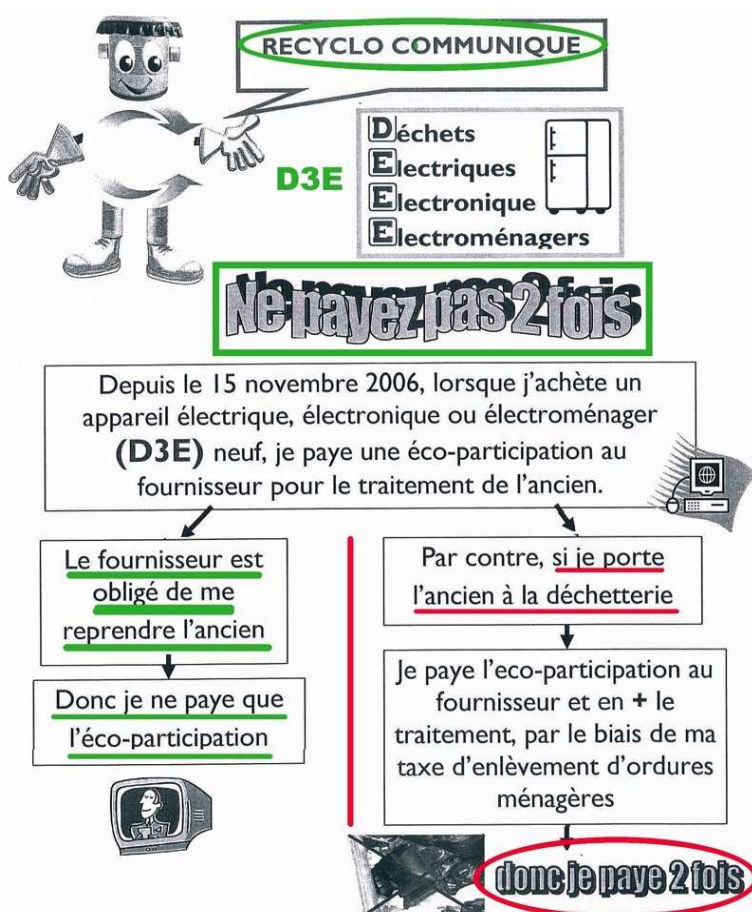 RECYCLO COMMUNIQUE
D3E
Déchets
Electriques
Electronique
Electroménagers
Ne payez pas 2 fois
Depuis le 15 novembre 2006, lorsque j'achète un
appareil électrique, électronique ou électroménager
(D3E) neuf, je paye une éco-participation au
fournisseur pour le traitement de l'ancien.
Le fournisseur est
obligé de me
reprendre l'ancien
Donc je ne paye que
l'éco-participation
Par contre, si je porte
l'ancien à la déchetterie
Je paye l'eco-participation au
fournisseur et en + le
traitement, par le biais de ma
taxe d'enlèvement d'ordures
ménagères
donc je paye 2 fois